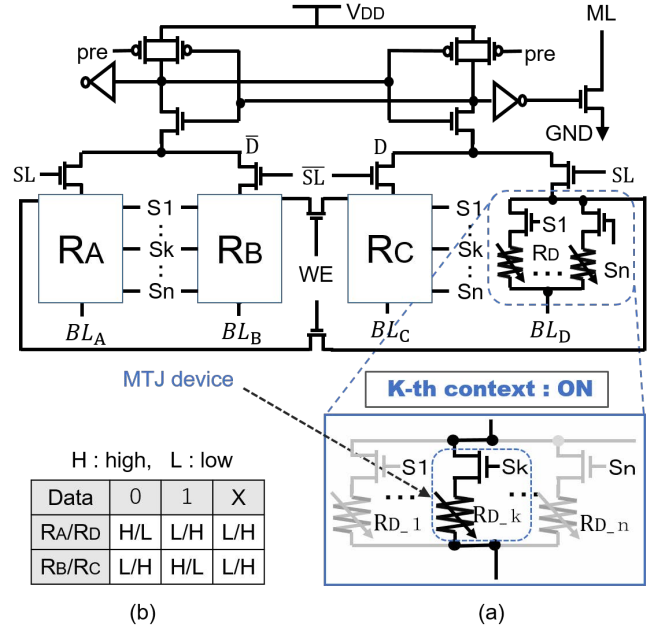 VDD
ML
pre
pre
GND
D̅
D
SL
S̅L̅
SL
S1
S1
S1
RA
Sk
RB
RC
Sk
RD
WE
Sn
Sn
Sn
BLA
BLB
BLC
BLD
MTJ device
K-th context : ON
H : high, L : low
S1
Sk
Sn
Data 0 1 X
RA/RD H/L L/H L/H
RB/RC L/H H/L L/H
RD_1
RD_k
RD_n
(b)
(a)